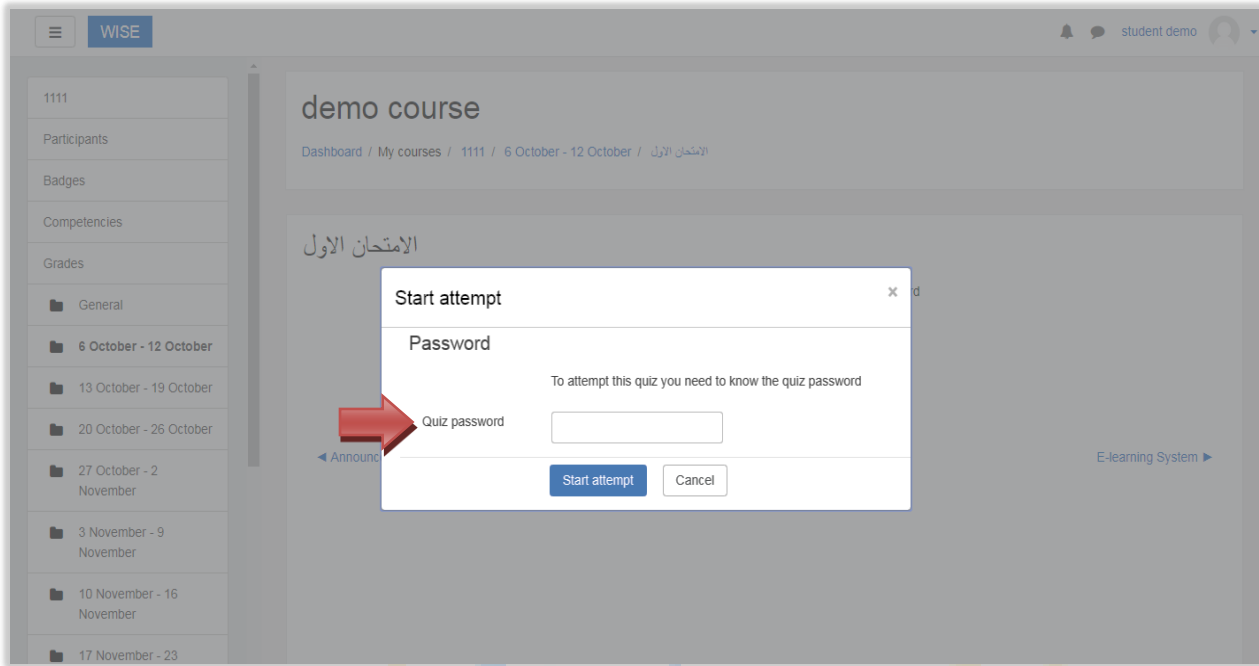 WISE
student demo
1111
Participants
Badges
Competencies
Grades
General
6 October - 12 October
13 October - 19 October
20 October - 26 October
27 October - 2
November
3 November - 9
November
10 November - 16
November
17 November - 23
demo course
Dashboard / My courses / 1111 / 6 October - 12 October / الامتحان الاول
الامتحان الاول
Start attempt
×
Password
To attempt this quiz you need to know the quiz password
Quiz password
Start attempt
Cancel
◄ Announc
E-learning System ►